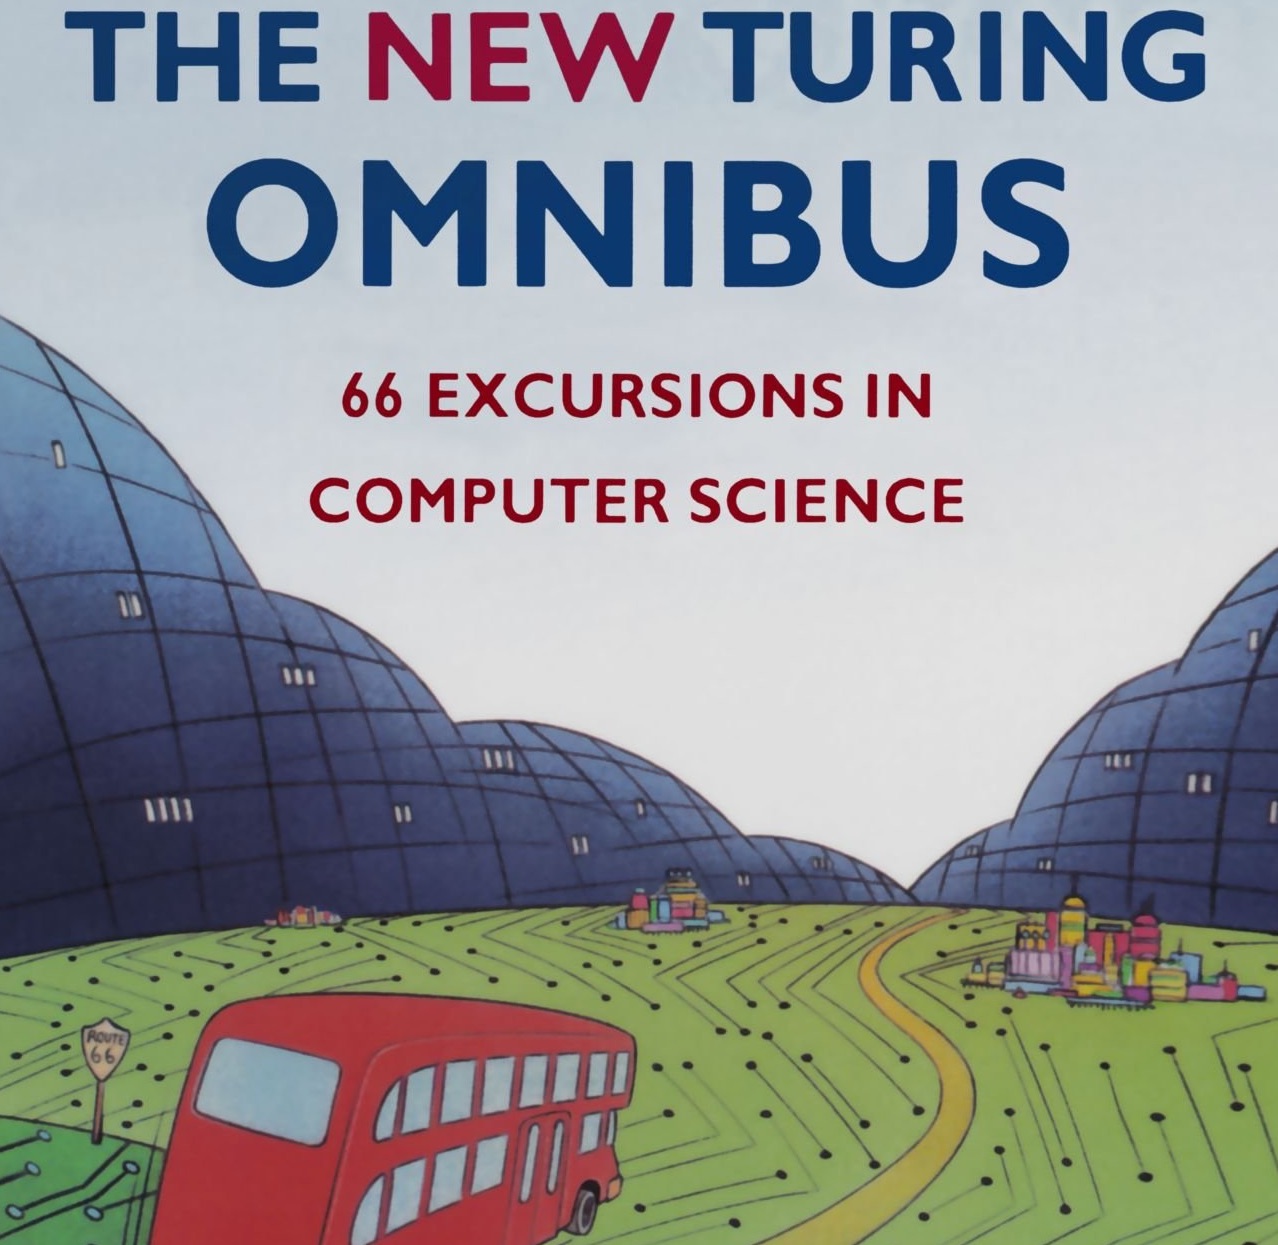 THE NEW TURING
OMNIBUS
66 EXCURSIONS IN
COMPUTER SCIENCE
ROUTE
66